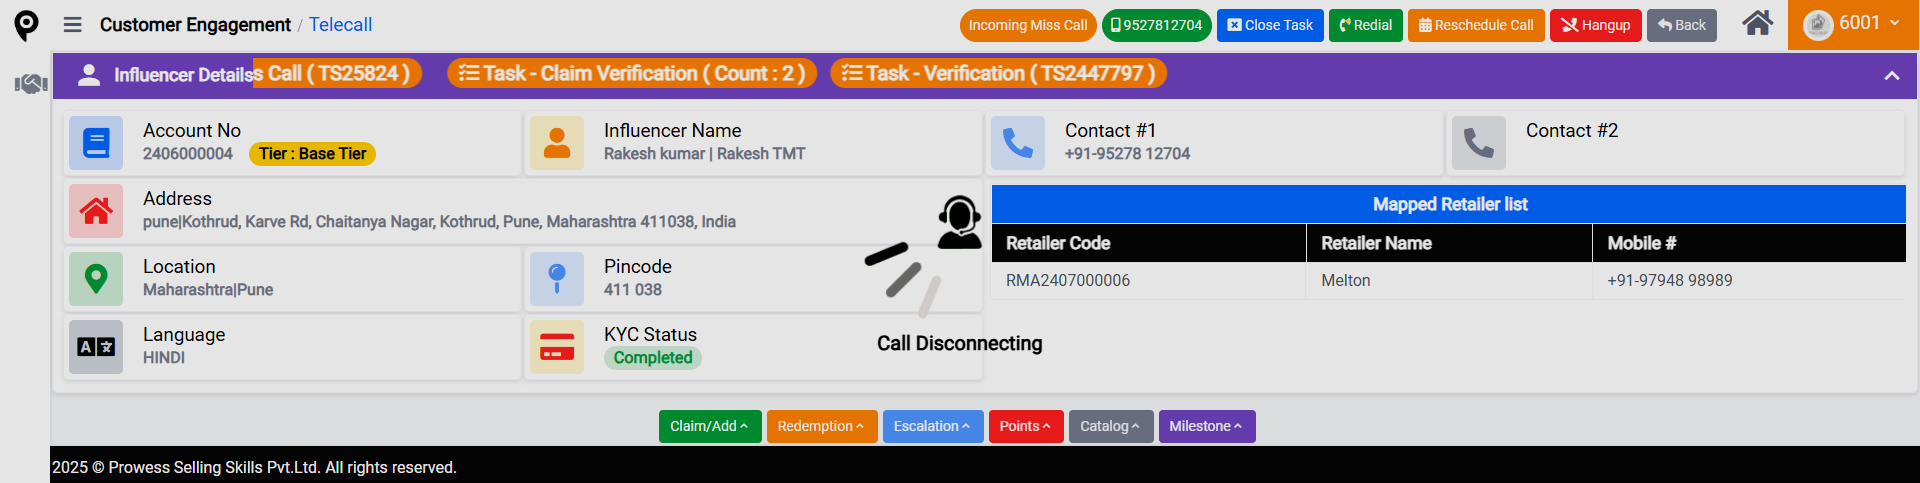 Customer Engagement / Telecall
Incoming Miss Call
9527812704
Close Task
Redial
Reschedule Call
Hangup
Back
6001
Influencer Details
s Call ( TS25824 )
Task - Claim Verification ( Count : 2 )
Task - Verification ( TS2447797 )
Account No
2406000004 Tier : Base Tier
Influencer Name
Rakesh kumar | Rakesh TMT
Contact #1
+91-95278 12704
Contact #2
Address
pune|Kothrud, Karve Rd, Chaitanya Nagar, Kothrud, Pune, Maharashtra 411038, India
Mapped Retailer list
Retailer Code Retailer Name Mobile #
RMA2407000006 Melton +91-97948 98989
Location
Maharashtra|Pune
Pincode
411 038
Language
HINDI
KYC Status
Completed
Call Disconnecting
Claim/Add
Redemption
Escalation
Points
Catalog
Milestone
2025 © Prowess Selling Skills Pvt.Ltd. All rights reserved.